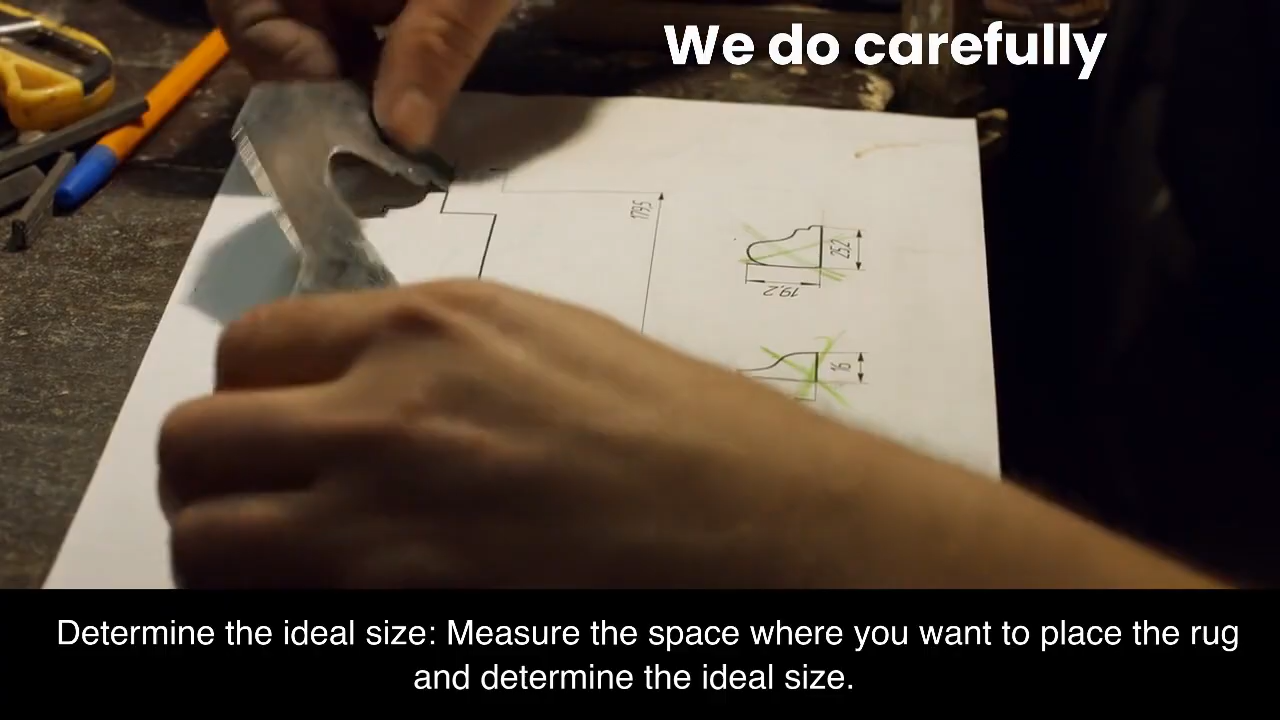 We do carefully
179,5
25,2
19,2
16
Determine the ideal size: Measure the space where you want to place the rug
and determine the ideal size.